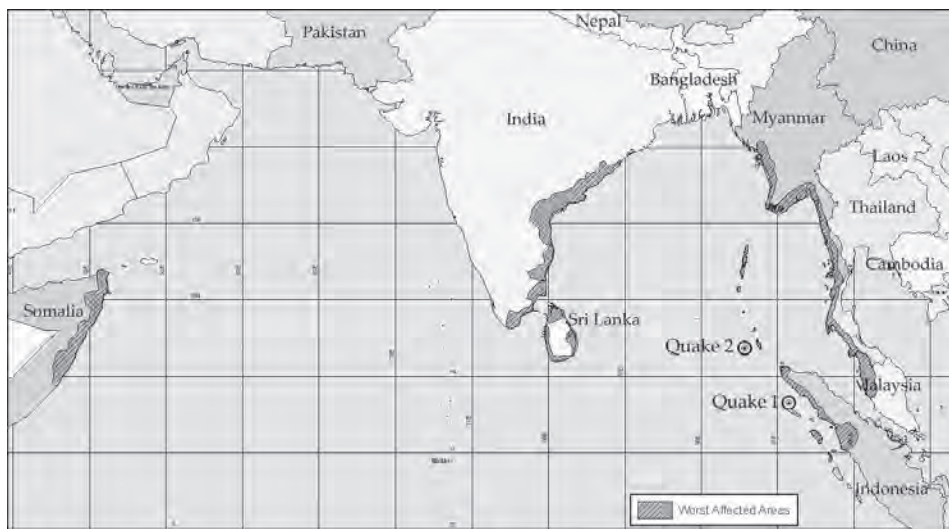 Nepal
Pakistan
China
Bangladesh
India
Myanmar
Laos
Thailand
Cambodia
Somalia
Sri Lanka
Quake 2
Malaysia
Quake 1
Indonesia
Worst Affected Areas